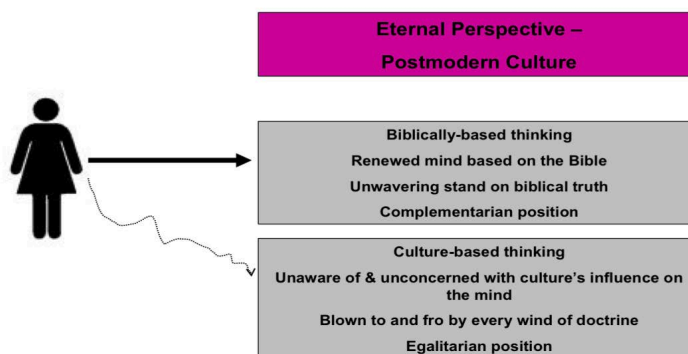 Eternal Perspective –
Postmodern Culture
Biblically-based thinking
Renewed mind based on the Bible
Unwavering stand on biblical truth
Complementarian position
Culture-based thinking
Unaware of & unconcerned with culture's influence on
the mind
Blown to and fro by every wind of doctrine
Egalitarian position